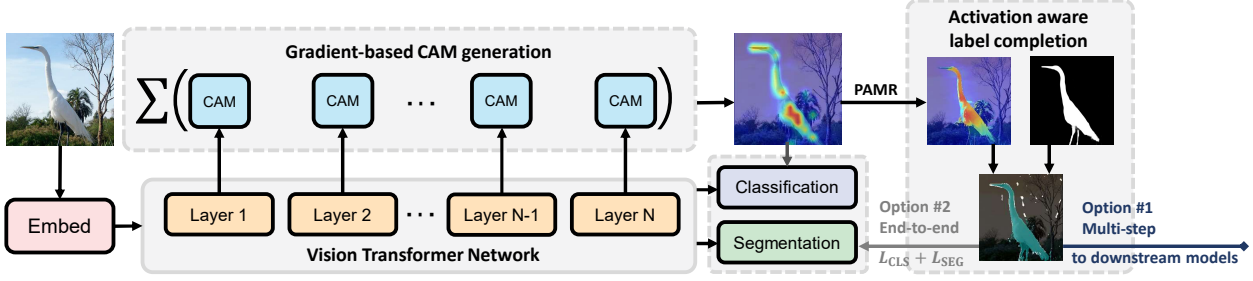 Gradient-based CAM generation
∑( CAM CAM ... CAM CAM )
Embed
Layer 1 Layer 2 ... Layer N-1 Layer N
Vision Transformer Network
PAMR
Classification
Segmentation
Activation aware
label completion
Option #2
End-to-end
L_CLS + L_SEG
Option #1
Multi-step
to downstream models